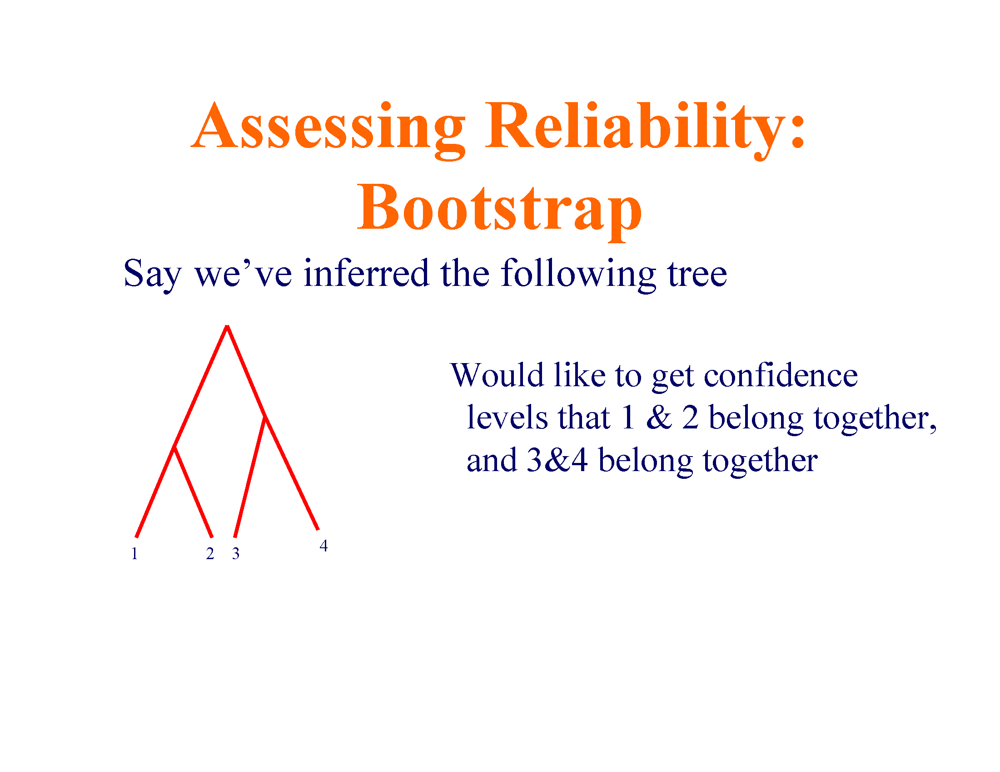 Assessing Reliability:
Bootstrap
Say we’ve inferred the following tree
Would like to get confidence
levels that 1 & 2 belong together,
and 3&4 belong together
1
2
3
4